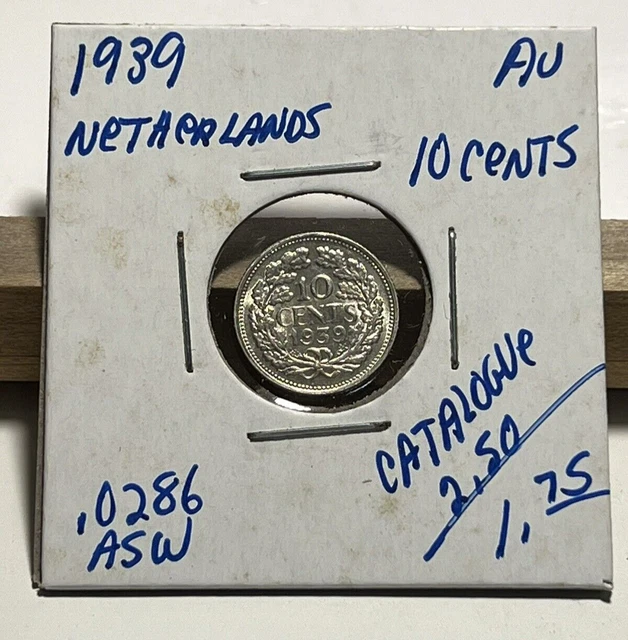 1939
AU
NETHERLANDS
10 CENTS
10
CENTS
1939
CATALOGUE
2.50
1.75
.0286
ASW